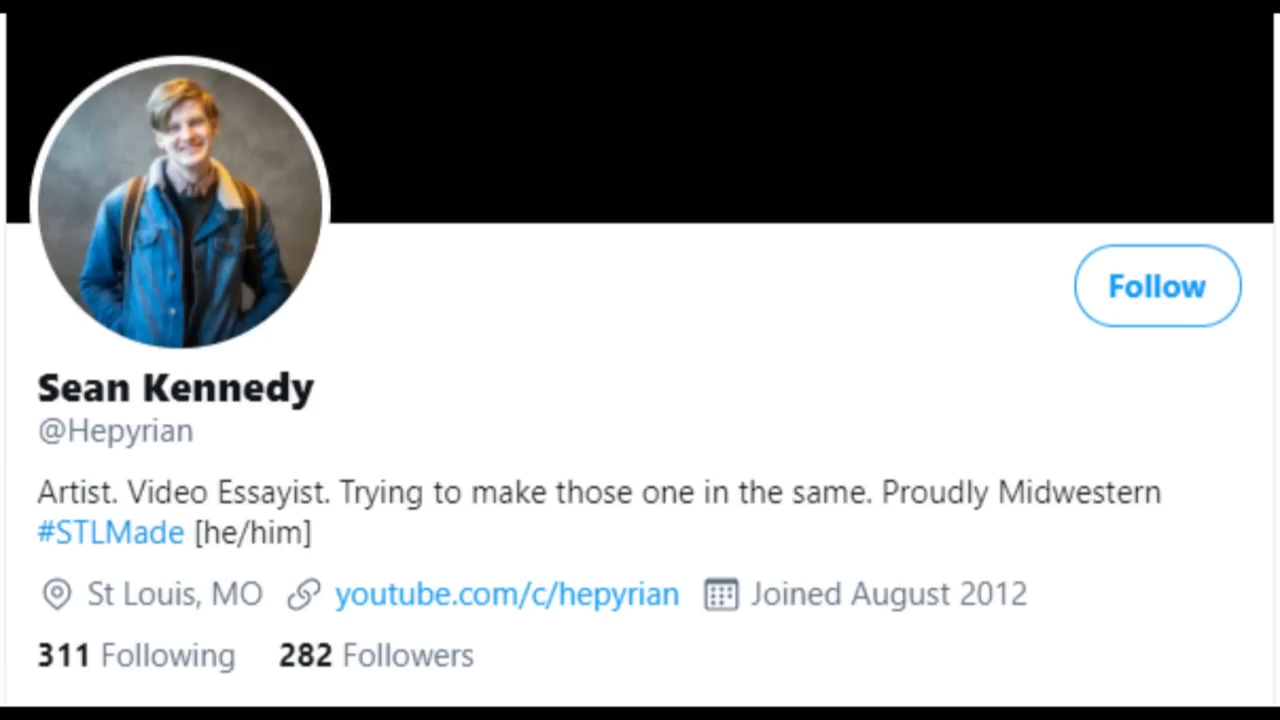 Follow
Sean Kennedy
@Hepyrian
Artist. Video Essayist. Trying to make those one in the same. Proudly Midwestern
#STLMade [he/him]
St Louis, MO youtube.com/c/hepyrian Joined August 2012
311 Following 282 Followers